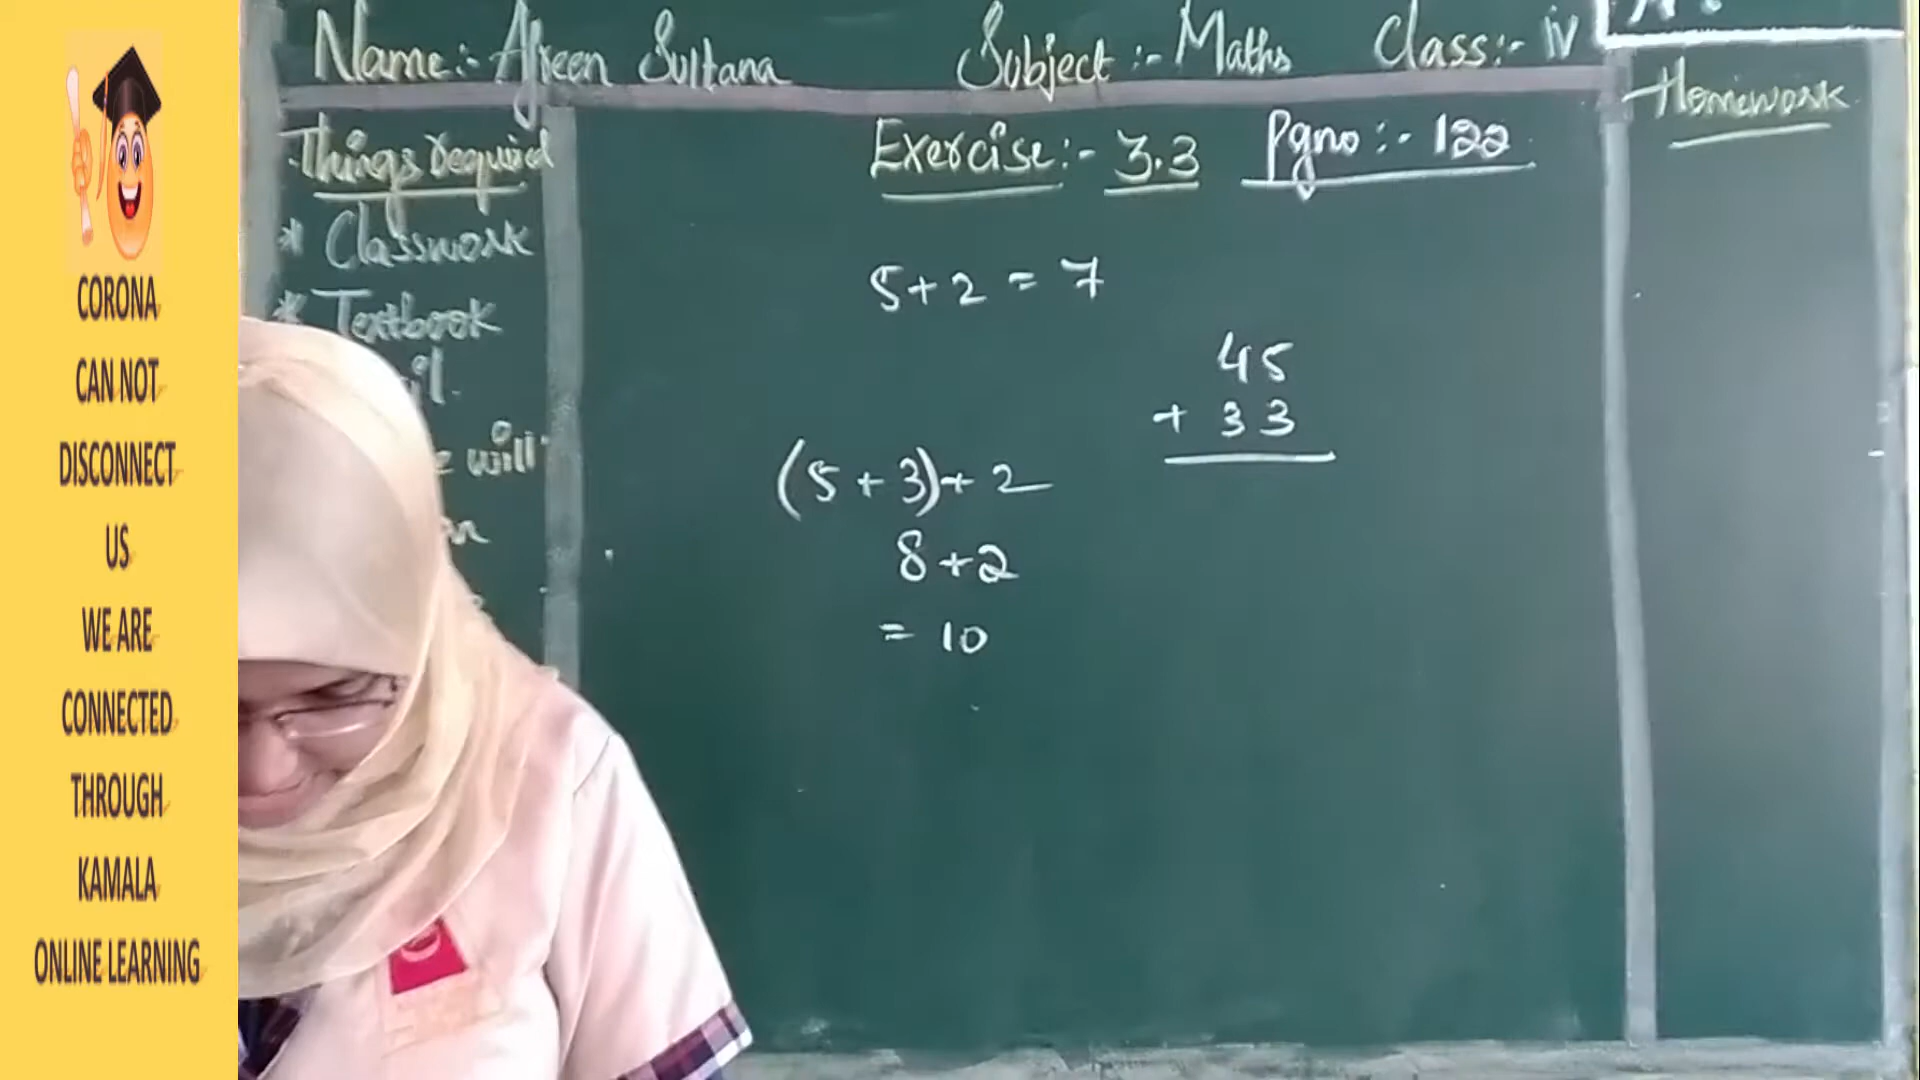 CORONA
CAN NOT
DISCONNECT
US
WE ARE
CONNECTED
THROUGH
KAMALA
ONLINE LEARNING
Name:- Afreen Sultana Subject :- Maths Class:- iv
Things required
* Classwork
* Textbook
will
Exercise:- 3.3 Pgno:- 122
5+2 = 7
45
+ 33
(5+3)+2
8+2
= 10
Homework